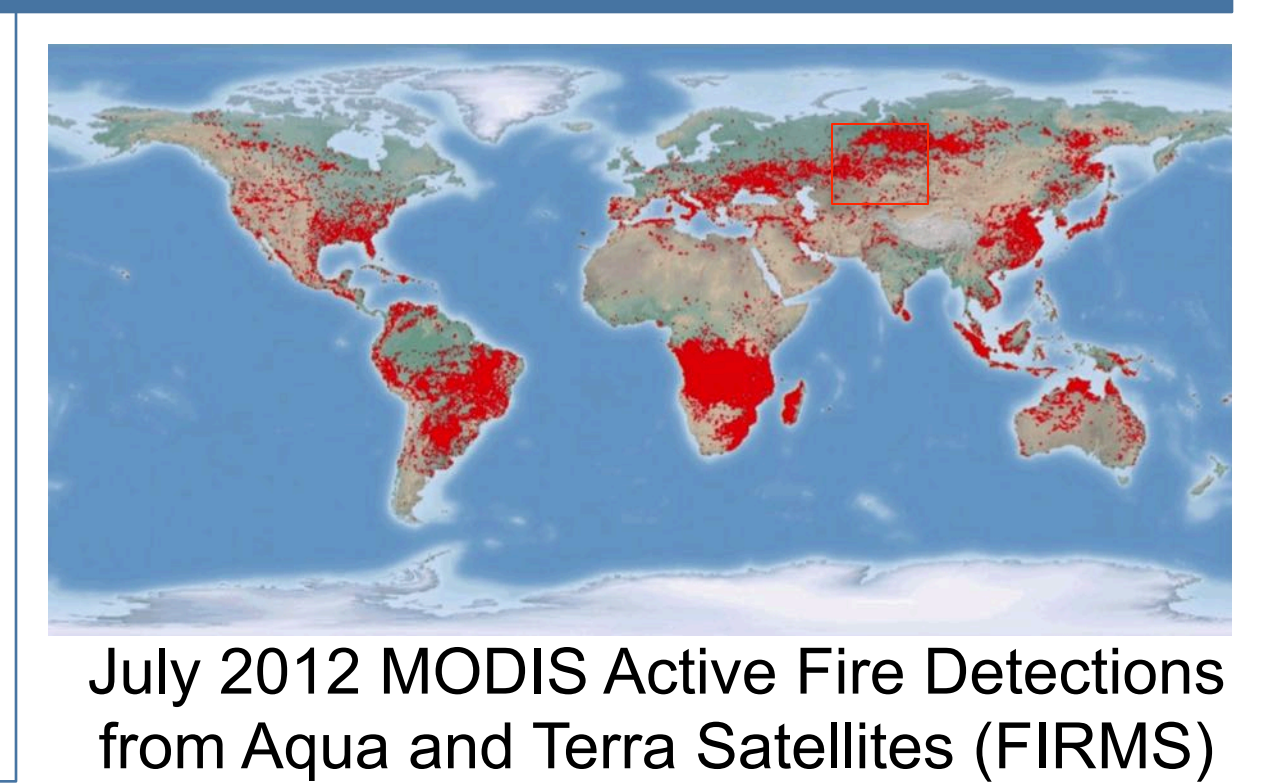 July 2012 MODIS Active Fire Detections
from Aqua and Terra Satellites (FIRMS)